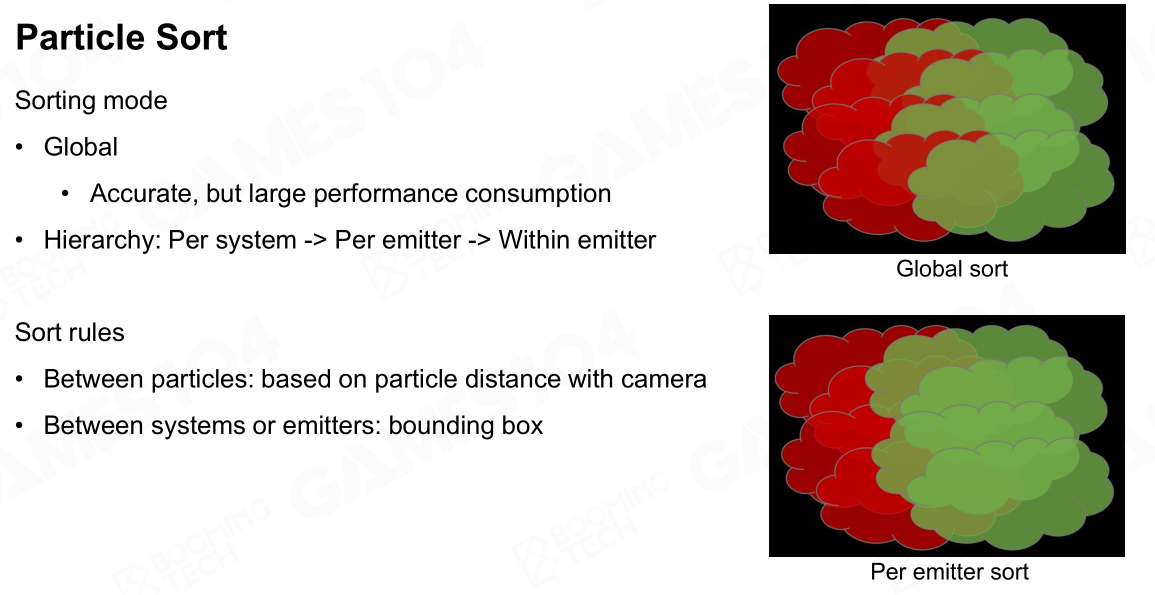 Particle Sort
Sorting mode
• Global
• Accurate, but large performance consumption
• Hierarchy: Per system -> Per emitter -> Within emitter
Sort rules
• Between particles: based on particle distance with camera
• Between systems or emitters: bounding box
Global sort
Per emitter sort
GAMES104
BOOMING
TECH